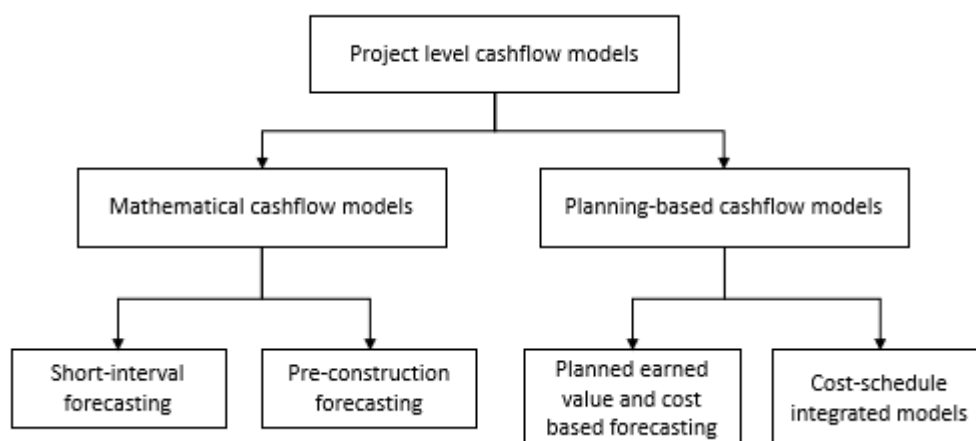 Project level cashflow models
Mathematical cashflow models
Planning-based cashflow models
Short-interval
forecasting
Pre-construction
forecasting
Planned earned
value and cost
based forecasting
Cost-schedule
integrated models